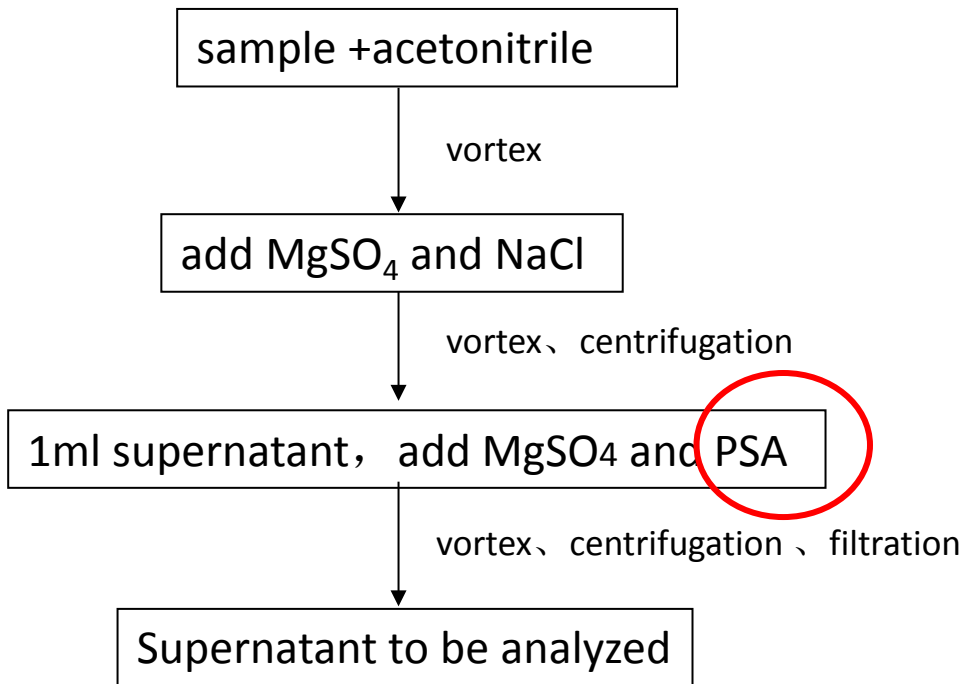 sample +acetonitrile
vortex
add MgSO₄ and NaCl
vortex、centrifugation
1ml supernatant，add MgSO4 and PSA
vortex、centrifugation 、filtration
Supernatant to be analyzed